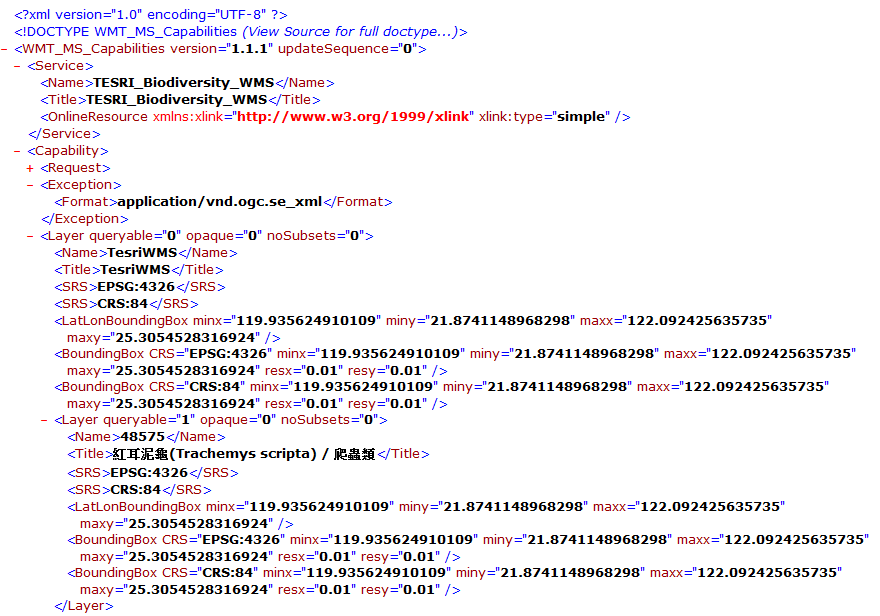 <?xml version="1.0" encoding="UTF-8" ?>
<!DOCTYPE WMT_MS_Capabilities (View Source for full doctype...)>
- <WMT_MS_Capabilities version="1.1.1" updateSequence="0">
- <Service>
<Name>TESRI_Biodiversity_WMS</Name>
<Title>TESRI_Biodiversity_WMS</Title>
<OnlineResource xmlns:xlink="http://www.w3.org/1999/xlink" xlink:type="simple" />
</Service>
- <Capability>
+ <Request>
- <Exception>
<Format>application/vnd.ogc.se_xml</Format>
</Exception>
- <Layer queryable="0" opaque="0" noSubsets="0">
<Name>TesriWMS</Name>
<Title>TesriWMS</Title>
<SRS>EPSG:4326</SRS>
<SRS>CRS:84</SRS>
<LatLonBoundingBox minx="119.935624910109" miny="21.8741148968298" maxx="122.092425635735"
maxy="25.3054528316924" />
<BoundingBox CRS="EPSG:4326" minx="119.935624910109" miny="21.8741148968298" maxx="122.092425635735"
maxy="25.3054528316924" resx="0.01" resy="0.01" />
<BoundingBox CRS="CRS:84" minx="119.935624910109" miny="21.8741148968298" maxx="122.092425635735"
maxy="25.3054528316924" resx="0.01" resy="0.01" />
- <Layer queryable="1" opaque="0" noSubsets="0">
<Name>48575</Name>
<Title>紅耳泥龜(Trachemys scripta) / 爬蟲類</Title>
<SRS>EPSG:4326</SRS>
<SRS>CRS:84</SRS>
<LatLonBoundingBox minx="119.935624910109" miny="21.8741148968298" maxx="122.092425635735"
maxy="25.3054528316924" />
<BoundingBox CRS="EPSG:4326" minx="119.935624910109" miny="21.8741148968298" maxx="122.092425635735"
maxy="25.3054528316924" resx="0.01" resy="0.01" />
<BoundingBox CRS="CRS:84" minx="119.935624910109" miny="21.8741148968298" maxx="122.092425635735"
maxy="25.3054528316924" resx="0.01" resy="0.01" />
</Layer>